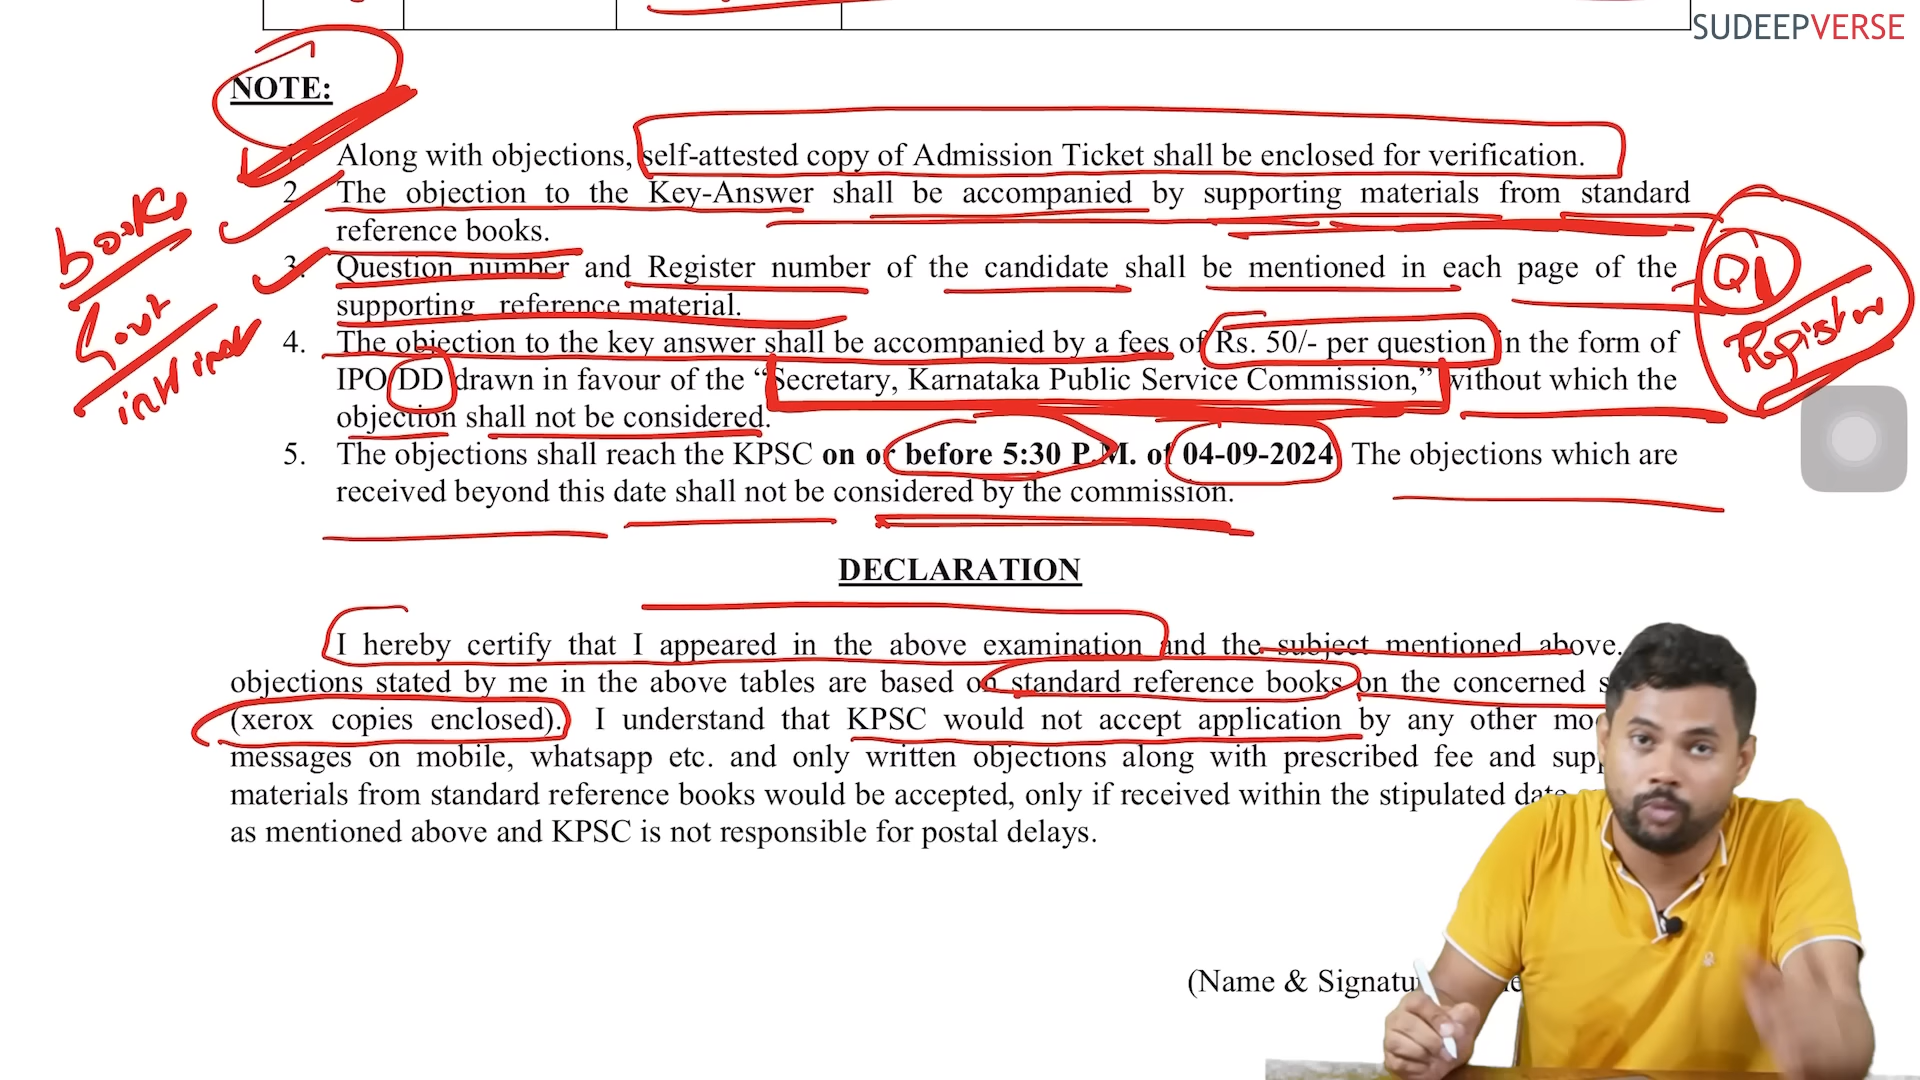 SUDEEPVERSE
NOTE:
Along with objections, self-attested copy of Admission Ticket shall be enclosed for verification.
2. The objection to the Key-Answer shall be accompanied by supporting materials from standard
reference books.
3. Question number and Register number of the candidate shall be mentioned in each page of the
supporting reference material.
4. The objection to the key answer shall be accompanied by a fees of Rs. 50/- per question in the form of
IPO DD drawn in favour of the “Secretary, Karnataka Public Service Commission,” without which the
objection shall not be considered.
5. The objections shall reach the KPSC on or before 5:30 P.M. of 04-09-2024 The objections which are
received beyond this date shall not be considered by the commission.
books
Govt
Q1
Register
DECLARATION
I hereby certify that I appeared in the above examination and the subject mentioned above.
objections stated by me in the above tables are based on standard reference books on the concerned
(xerox copies enclosed). I understand that KPSC would not accept application by any other
messages on mobile, whatsapp etc. and only written objections along with prescribed fee and
materials from standard reference books would be accepted, only if received within the stipulated date
as mentioned above and KPSC is not responsible for postal delays.
(Name &